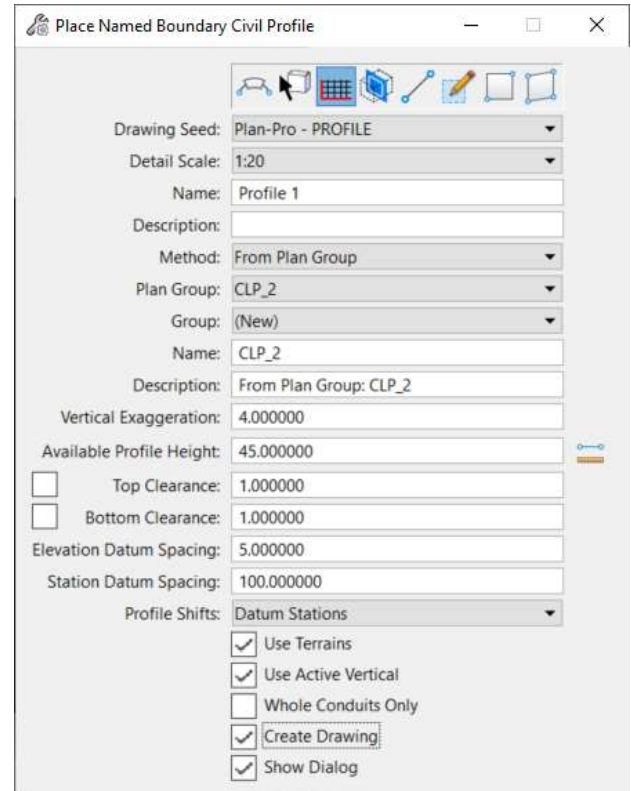 Place Named Boundary Civil Profile
Drawing Seed: Plan-Pro - PROFILE
Detail Scale: 1:20
Name: Profile 1
Description:
Method: From Plan Group
Plan Group: CLP_2
Group: (New)
Name: CLP_2
Description: From Plan Group: CLP_2
Vertical Exaggeration: 4.000000
Available Profile Height: 45.000000
Top Clearance: 1.000000
Bottom Clearance: 1.000000
Elevation Datum Spacing: 5.000000
Station Datum Spacing: 100.000000
Profile Shifts: Datum Stations
Use Terrains
Use Active Vertical
Whole Conduits Only
Create Drawing
Show Dialog